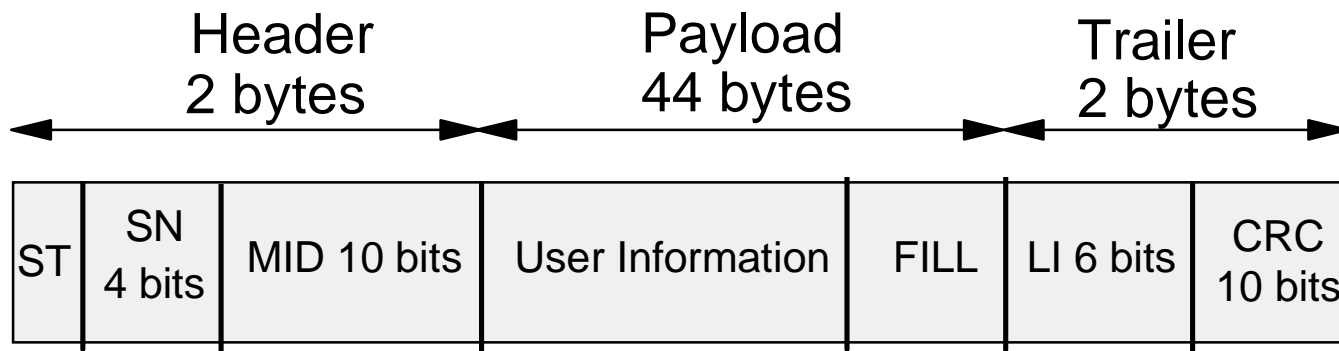 Header
2 bytes
Payload
44 bytes
Trailer
2 bytes
ST
SN
4 bits
MID 10 bits
User Information
FILL
LI 6 bits
CRC
10 bits